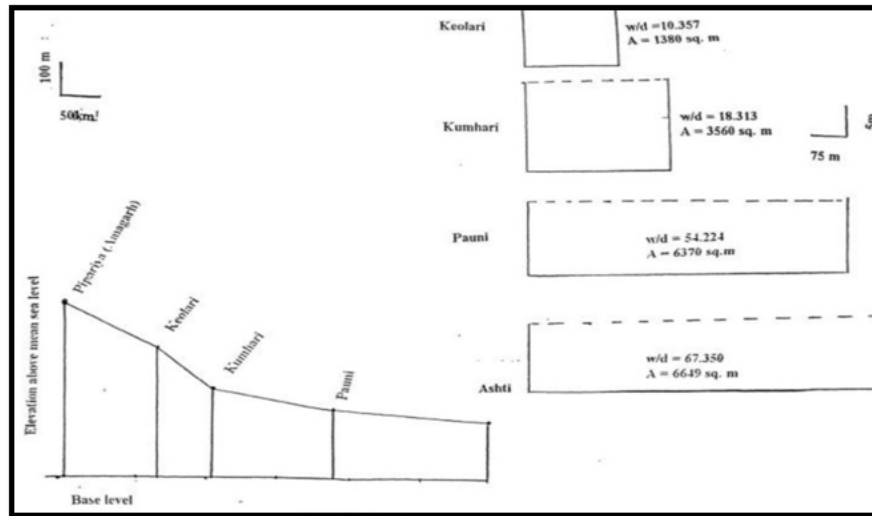 100 m
50km
Keolari
w/d =10.357
A = 1380 sq. m
Kumhari
w/d = 18.313
A = 3560 sq. m
5m
75 m
Pauni
w/d = 54.224
A = 6370 sq.m
Ashti
w/d = 67.350
A = 6649 sq. m
Elevation above mean sea level
Pipariya (Amagarh)
Keolari
Kumhari
Pauni
Base level